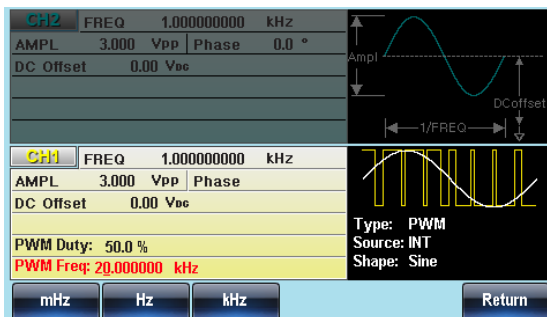 CH2 FREQ 1.000000000 kHz
AMPL 3.000 Vpp Phase 0.0 °
DC Offset 0.00 VDC
Ampl
DCoffset
1/FREQ
CH1 FREQ 1.000000000 kHz
AMPL 3.000 Vpp Phase
DC Offset 0.00 VDC
PWM Duty: 50.0 %
PWM Freq: 20.000000 kHz
Type: PWM
Source: INT
Shape: Sine
mHz Hz kHz Return